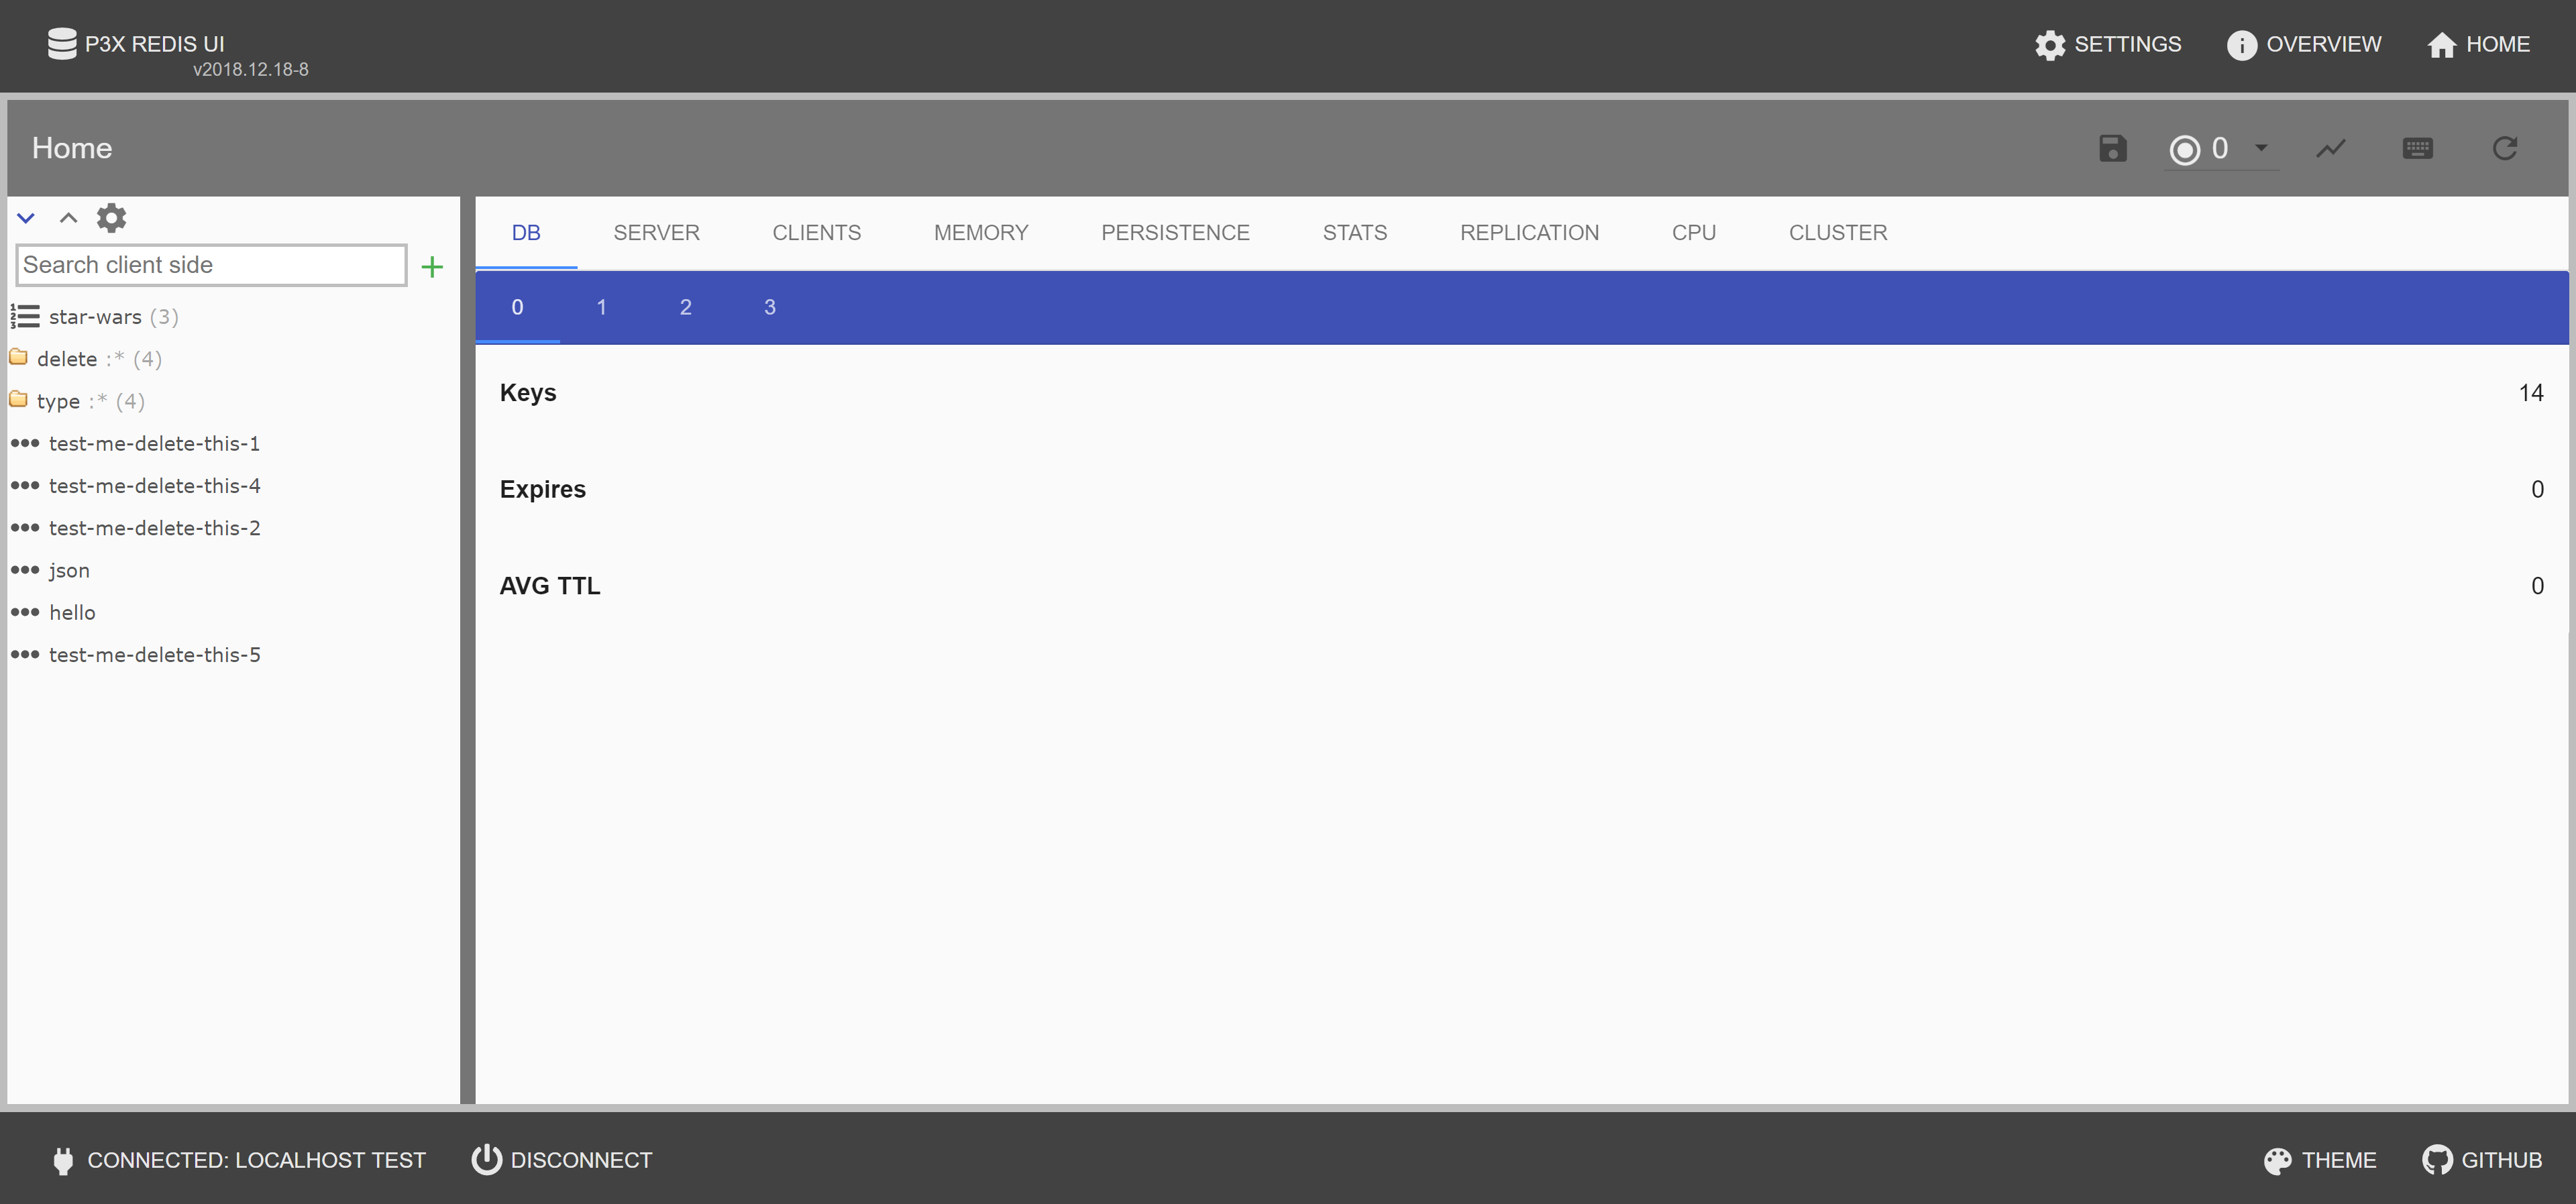 P3X REDIS UI
v2018.12.18-8
SETTINGS OVERVIEW HOME
Home
0
Search client side
star-wars (3)
delete :* (4)
type :* (4)
test-me-delete-this-1
test-me-delete-this-4
test-me-delete-this-2
json
hello
test-me-delete-this-5
DB SERVER CLIENTS MEMORY PERSISTENCE STATS REPLICATION CPU CLUSTER
0 1 2 3
Keys 14
Expires 0
AVG TTL 0
CONNECTED: LOCALHOST TEST DISCONNECT THEME GITHUB